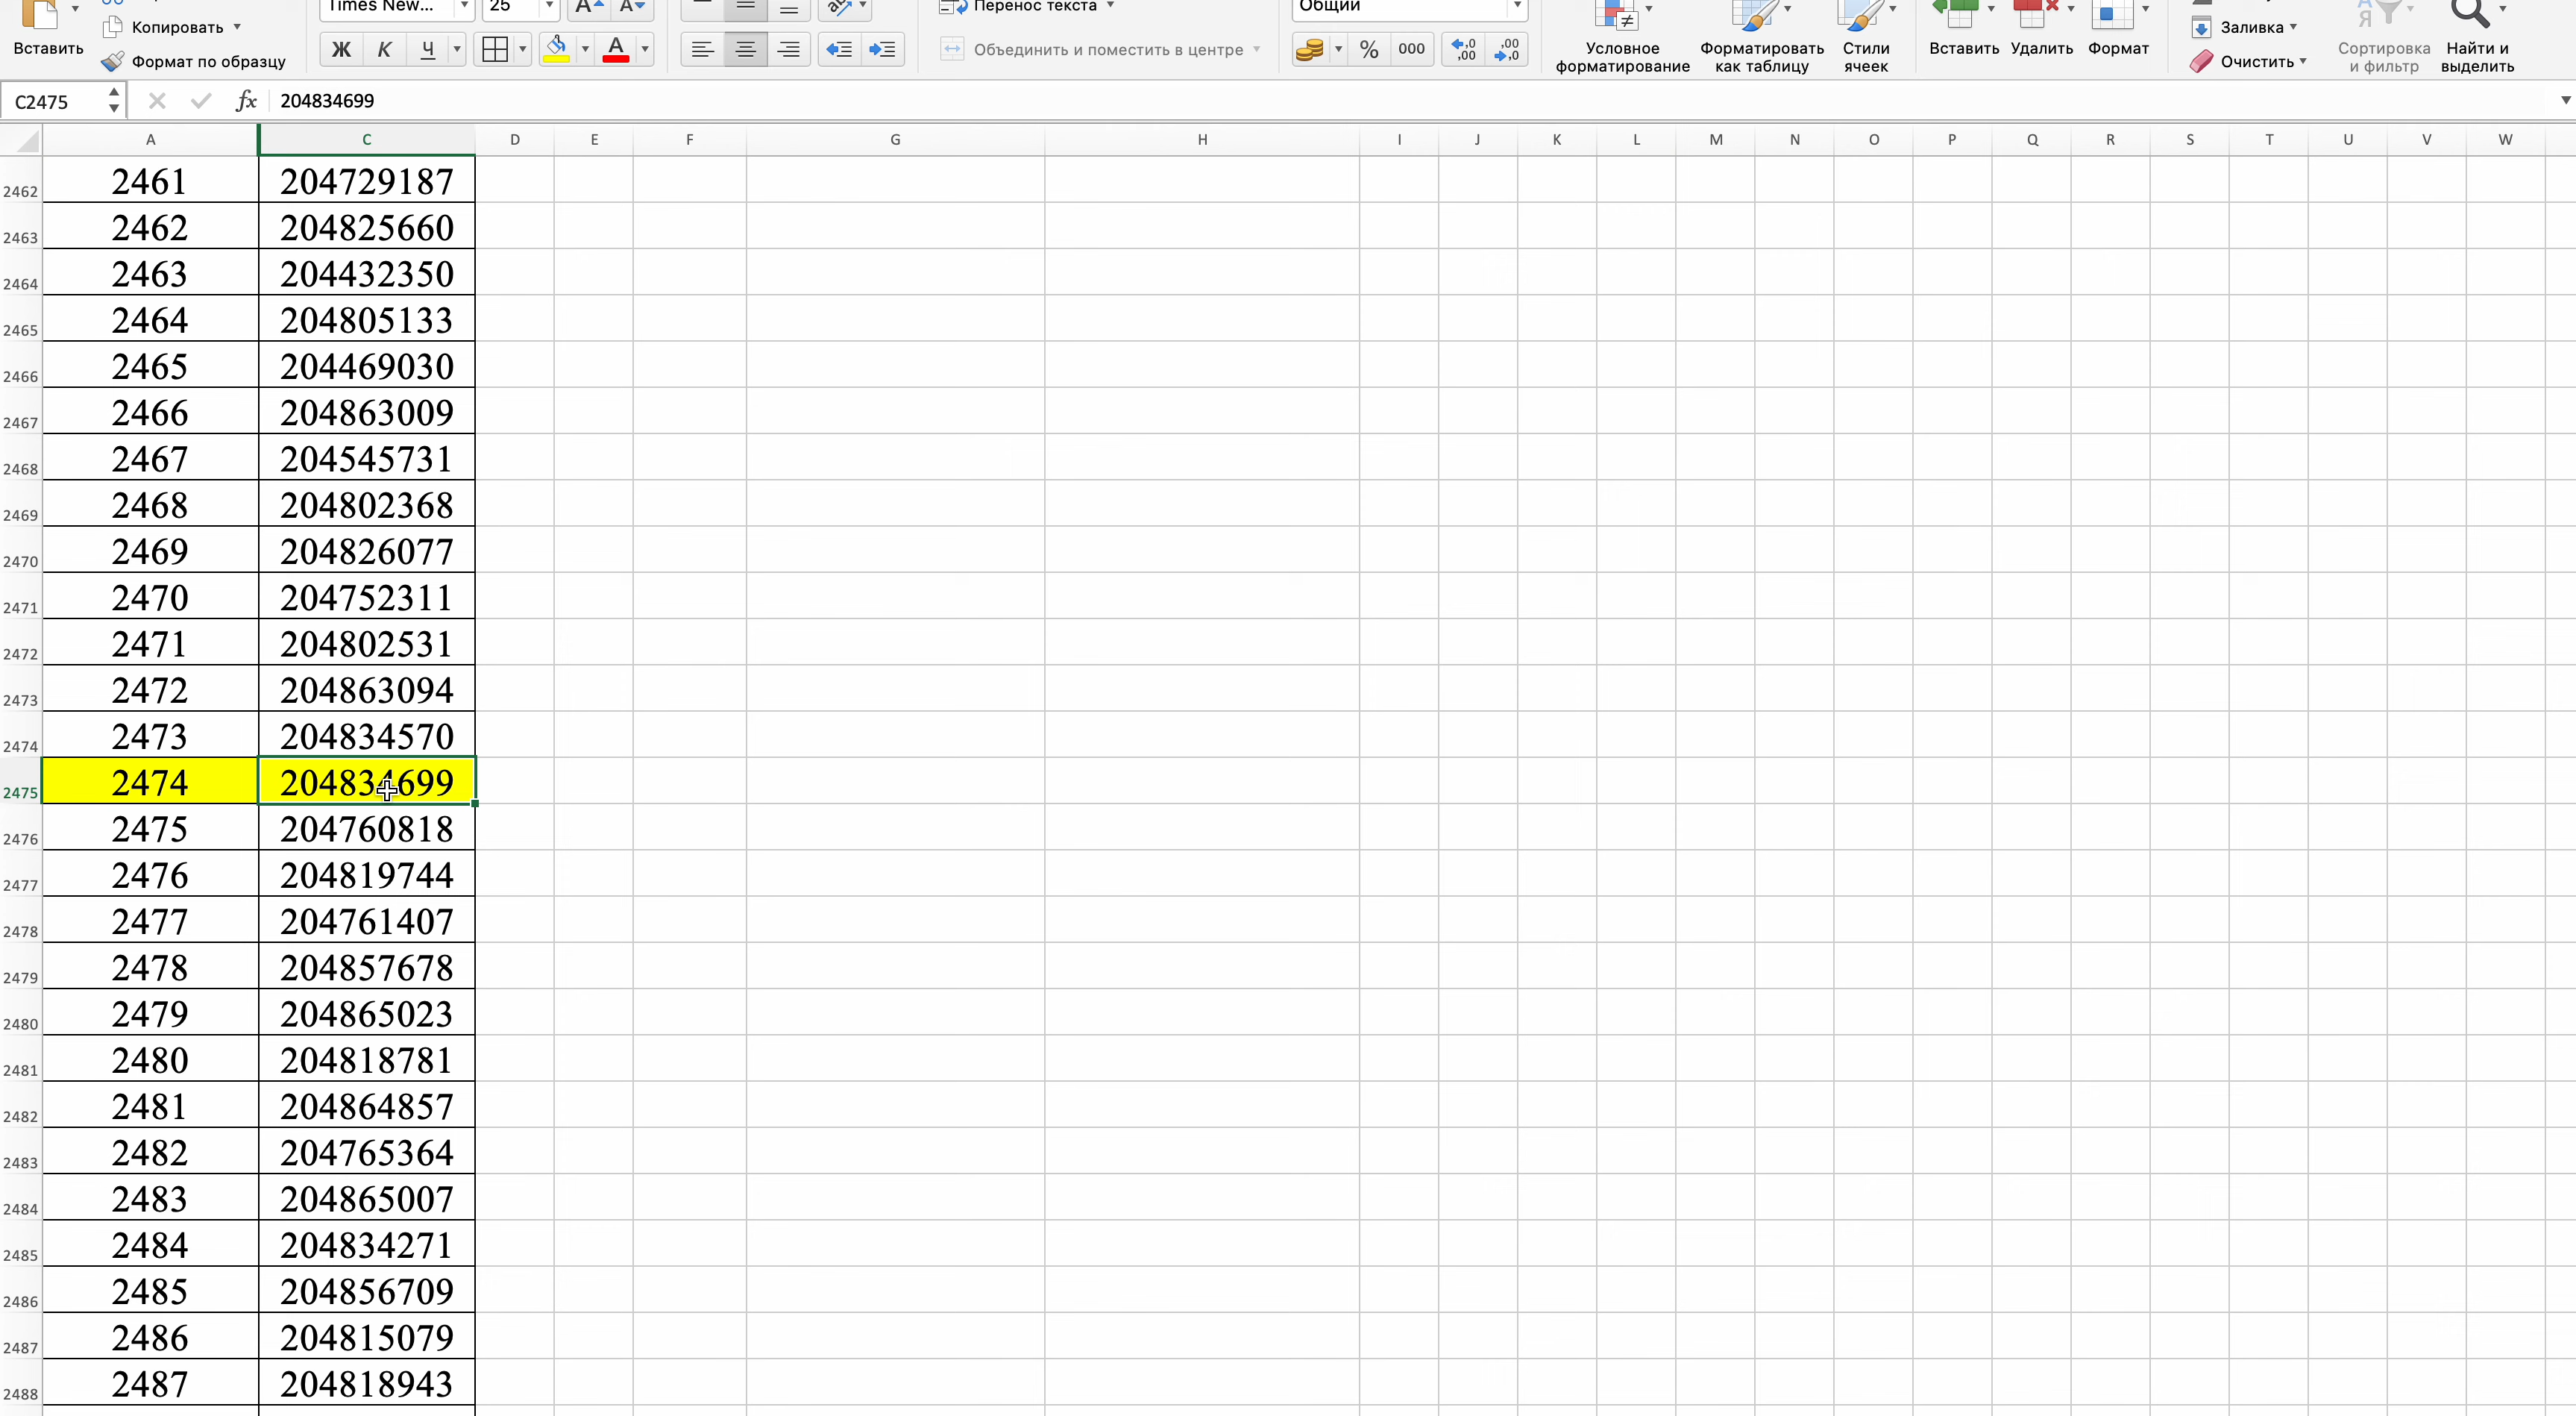 Times New... 25 Перенос текста Общий
Вставить Копировать Формат по образцу
Ж К Ч A Объединить и поместить в центре % 000 ,0 ,00 ,00 ,0
Условное форматирование Форматировать как таблицу Стили ячеек Вставить Удалить Формат Заливка Очистить Сортировка и фильтр Найти и выделить
C2475 fx 204834699
A C D E F G H I J K L M N O P Q R S T U V W
2462 2461 204729187
2463 2462 204825660
2464 2463 204432350
2465 2464 204805133
2466 2465 204469030
2467 2466 204863009
2468 2467 204545731
2469 2468 204802368
2470 2469 204826077
2471 2470 204752311
2472 2471 204802531
2473 2472 204863094
2474 2473 204834570
2475 2474 204834699
2476 2475 204760818
2477 2476 204819744
2478 2477 204761407
2479 2478 204857678
2480 2479 204865023
2481 2480 204818781
2482 2481 204864857
2483 2482 204765364
2484 2483 204865007
2485 2484 204834271
2486 2485 204856709
2487 2486 204815079
2488 2487 204818943